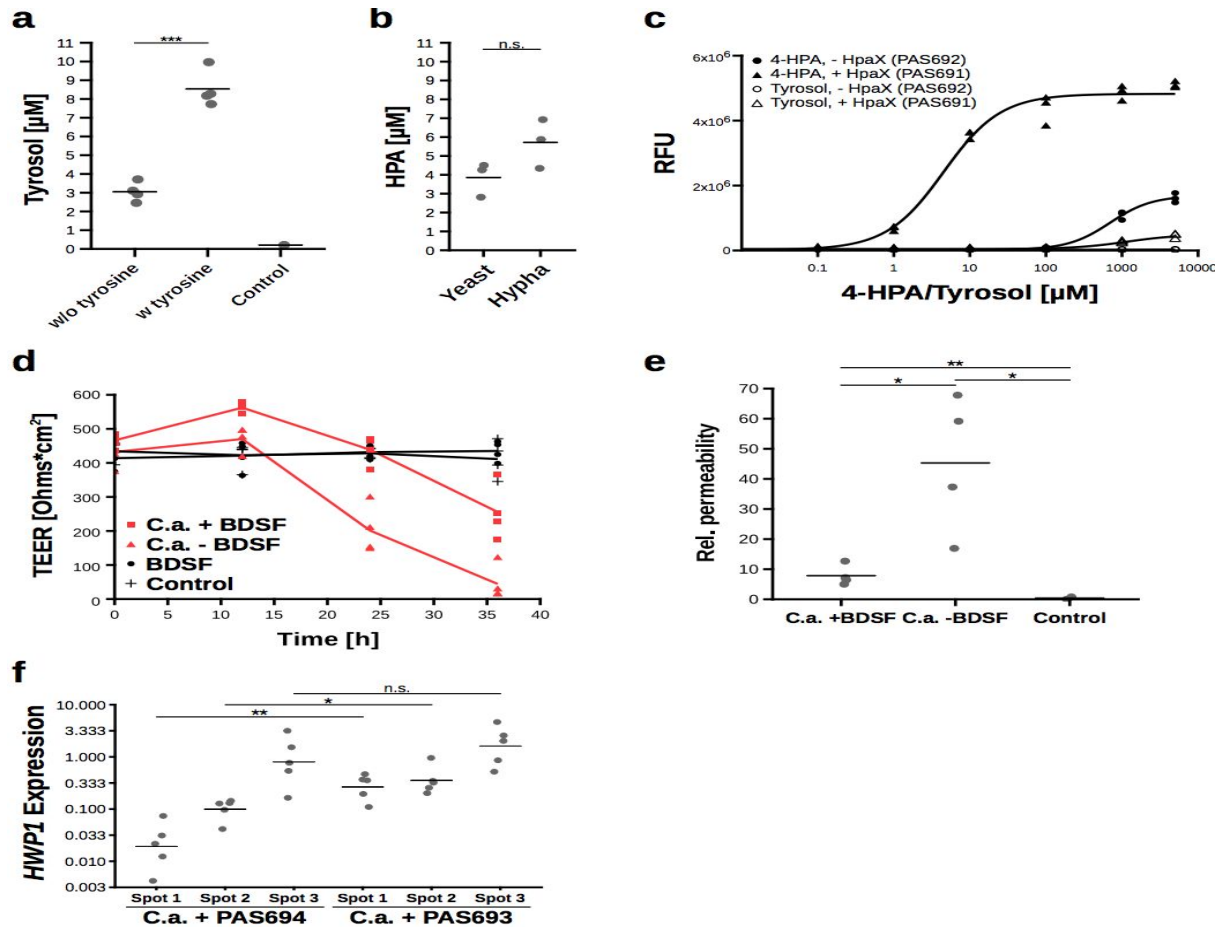 a
***
11
10
9
8
7
6
5
4
3
2
1
0
Tyrosol [µM]
w/o tyrosine
w tyrosine
Control
b
n.s.
11
10
9
8
7
6
5
4
3
2
1
0
HPA [µM]
Yeast
Hypha
c
6x10⁶
4x10⁶
2x10⁶
0
RFU
4-HPA, - HpaX (PAS692)
4-HPA, + HpaX (PAS691)
Tyrosol, - HpaX (PAS692)
Tyrosol, + HpaX (PAS691)
0.1 1 10 100 1000 10000
4-HPA/Tyrosol [µM]
d
600
500
400
300
200
100
0
TEER [Ohms*cm²]
C.a. + BDSF
C.a. - BDSF
BDSF
Control
0 5 10 15 20 25 30 35 40
Time [h]
e
**
* *
70
60
50
40
30
20
10
0
Rel. permeability
C.a. +BDSF C.a. -BDSF Control
f
n.s.
*
**
10.000
3.333
1.000
0.333
0.100
0.033
0.010
0.003
HWP1 Expression
Spot 1 Spot 2 Spot 3 Spot 1 Spot 2 Spot 3
C.a. + PAS694 C.a. + PAS693